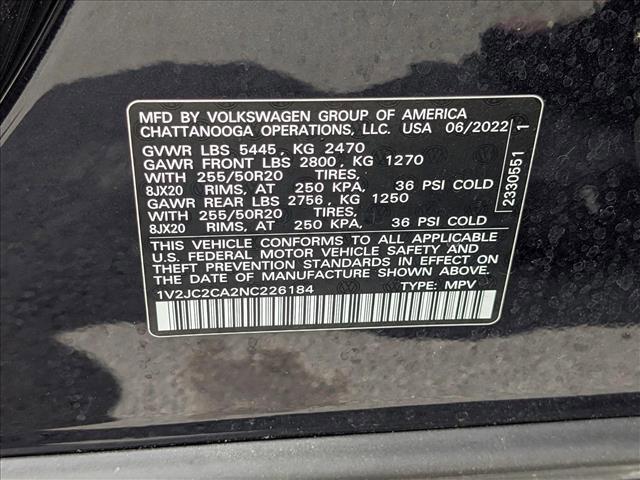 MFD BY VOLKSWAGEN GROUP OF AMERICA
CHATTANOOGA OPERATIONS, LLC. USA 06/2022
GVWR LBS 5445, KG 2470
GAWR FRONT LBS 2800, KG 1270
WITH 255/50R20 TIRES,
8JX20 RIMS, AT 250 KPA, 36 PSI COLD
GAWR REAR LBS 2756, KG 1250
WITH 255/50R20 TIRES,
8JX20 RIMS, AT 250 KPA, 36 PSI COLD
THIS VEHICLE CONFORMS TO ALL APPLICABLE
U.S. FEDERAL MOTOR VEHICLE SAFETY AND
THEFT PREVENTION STANDARDS IN EFFECT ON
THE DATE OF MANUFACTURE SHOWN ABOVE.
1V2JC2CA2NC226184 TYPE: MPV
2330551 1